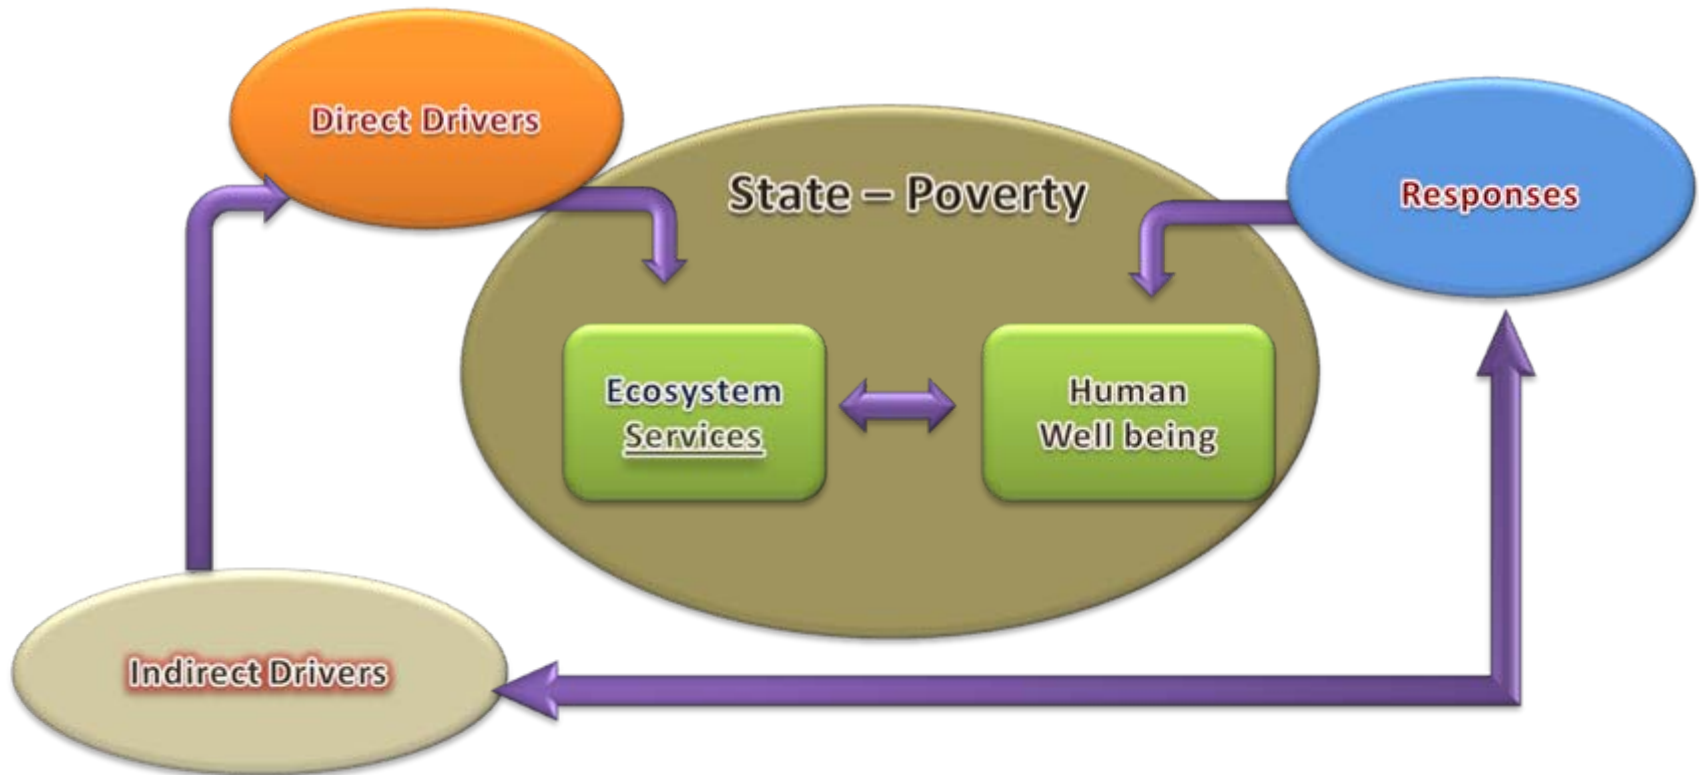 Direct Drivers
State – Poverty
Responses
Ecosystem
Services
Human
Well being
Indirect Drivers